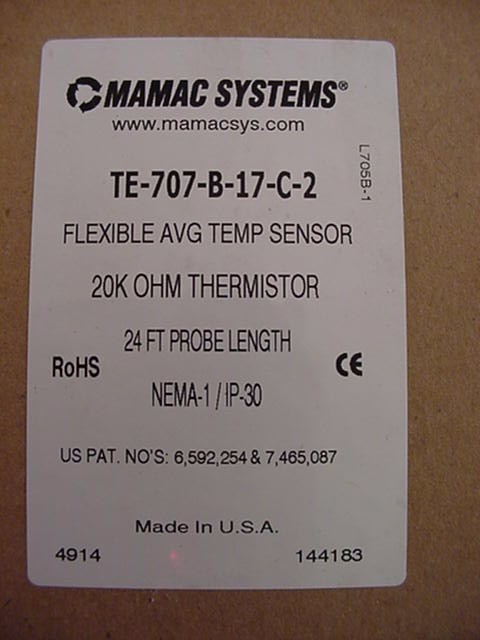 MAMAC SYSTEMS®
www.mamacsys.com
L705B-1
TE-707-B-17-C-2
FLEXIBLE AVG TEMP SENSOR
20K OHM THERMISTOR
24 FT PROBE LENGTH
RoHS
CE
NEMA-1 / IP-30
US PAT. NO'S: 6,592,254 & 7,465,087
Made In U.S.A.
4914 144183